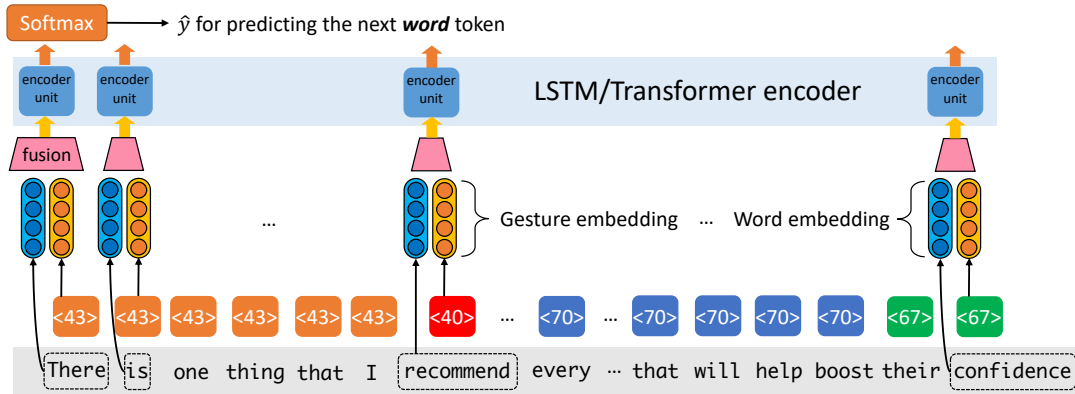 Softmax ŷ for predicting the next word token
encoder unit encoder unit encoder unit LSTM/Transformer encoder encoder unit
fusion
... Gesture embedding ... Word embedding
<43> <43> <43> <43> <43> <43> <40> ... <70> ... <70> <70> <70> <70> <67> <67>
There is one thing that I recommend every ... that will help boost their confidence